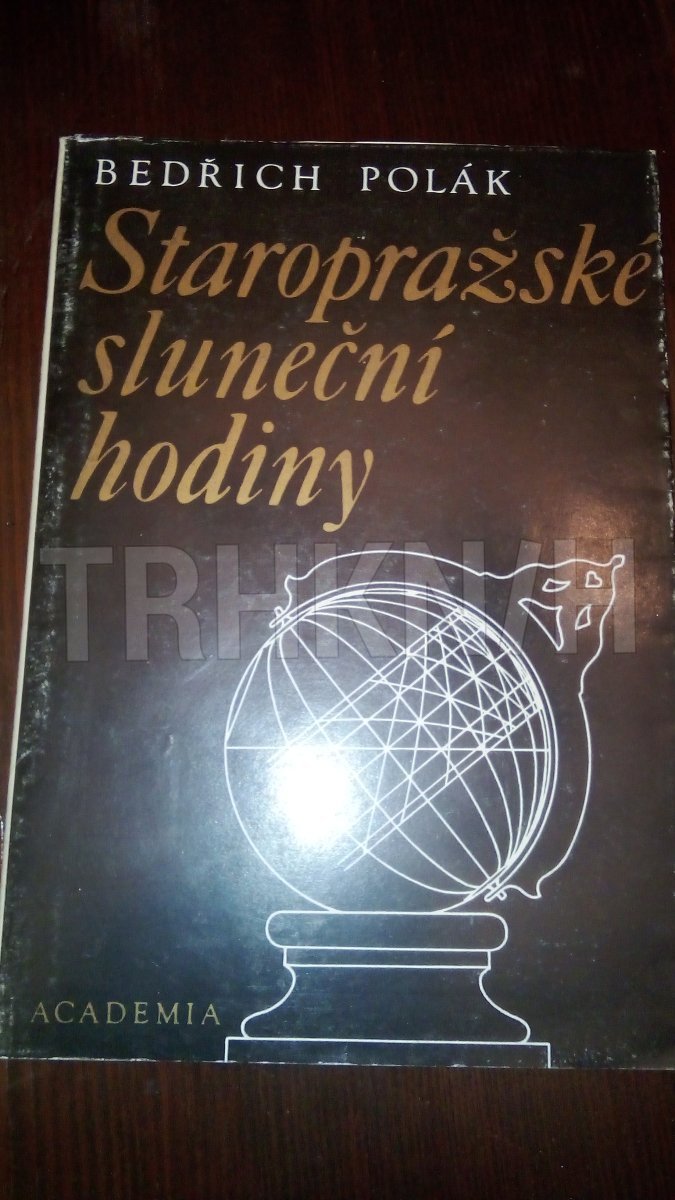 BEDŘICH POLÁK
Staropražské
sluneční
hodiny
TRHKNIH
ACADEMIA